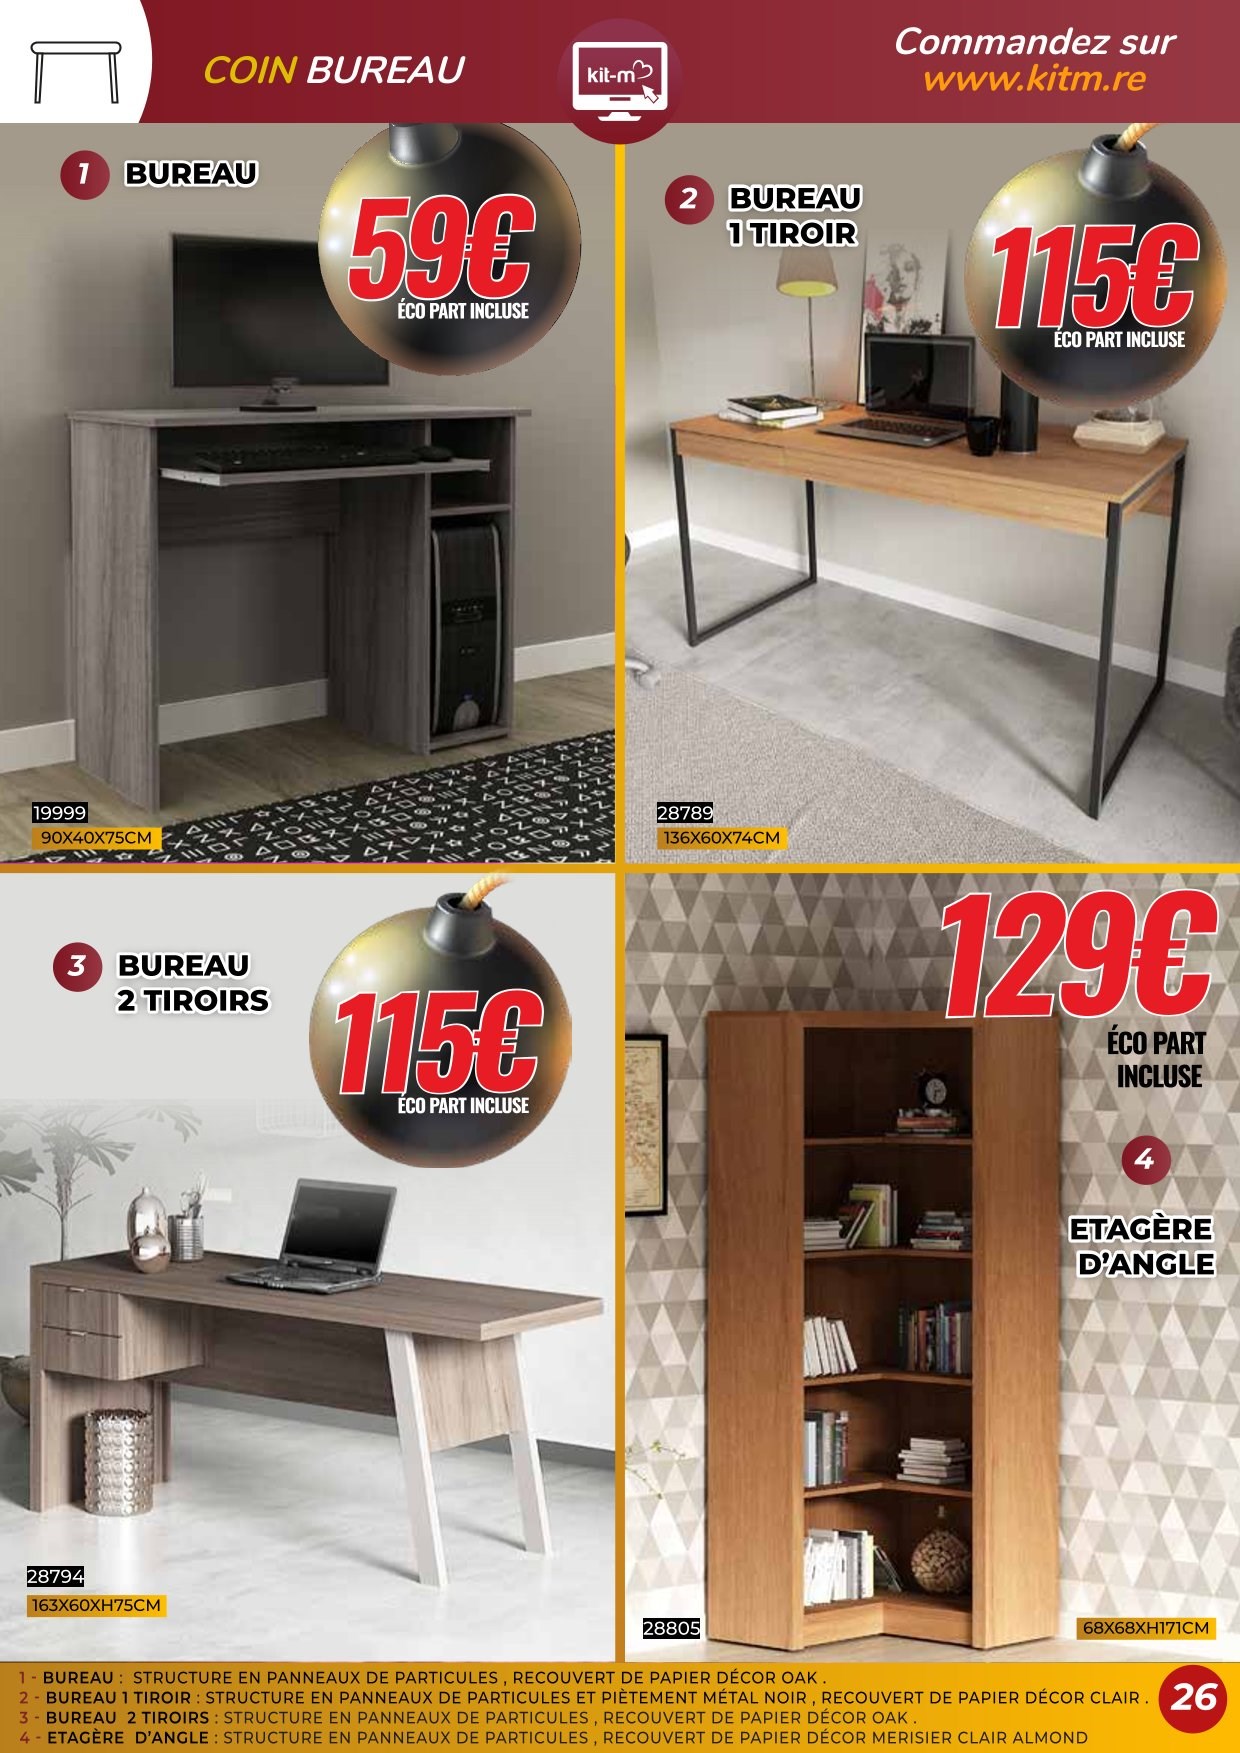 COIN BUREAU
kit-m
Commandez sur
www.kitm.re
1 BUREAU
59€
ÉCO PART INCLUSE
19999
90X40X75CM
2 BUREAU
1 TIROIR
115€
ÉCO PART INCLUSE
28789
136X60X74CM
3 BUREAU
2 TIROIRS
115€
ÉCO PART INCLUSE
28794
163X60XH75CM
129€
ÉCO PART
INCLUSE
4
ETAGÈRE
D'ANGLE
28805
68X68XH171CM
1 - BUREAU : STRUCTURE EN PANNEAUX DE PARTICULES , RECOUVERT DE PAPIER DÉCOR OAK .
2 - BUREAU 1 TIROIR : STRUCTURE EN PANNEAUX DE PARTICULES ET PIÈTEMENT MÉTAL NOIR , RECOUVERT DE PAPIER DÉCOR CLAIR .
3 - BUREAU 2 TIROIRS : STRUCTURE EN PANNEAUX DE PARTICULES , RECOUVERT DE PAPIER DÉCOR OAK .
4 - ETAGÈRE D'ANGLE : STRUCTURE EN PANNEAUX DE PARTICULES , RECOUVERT DE PAPIER DÉCOR MERISIER CLAIR ALMOND
26